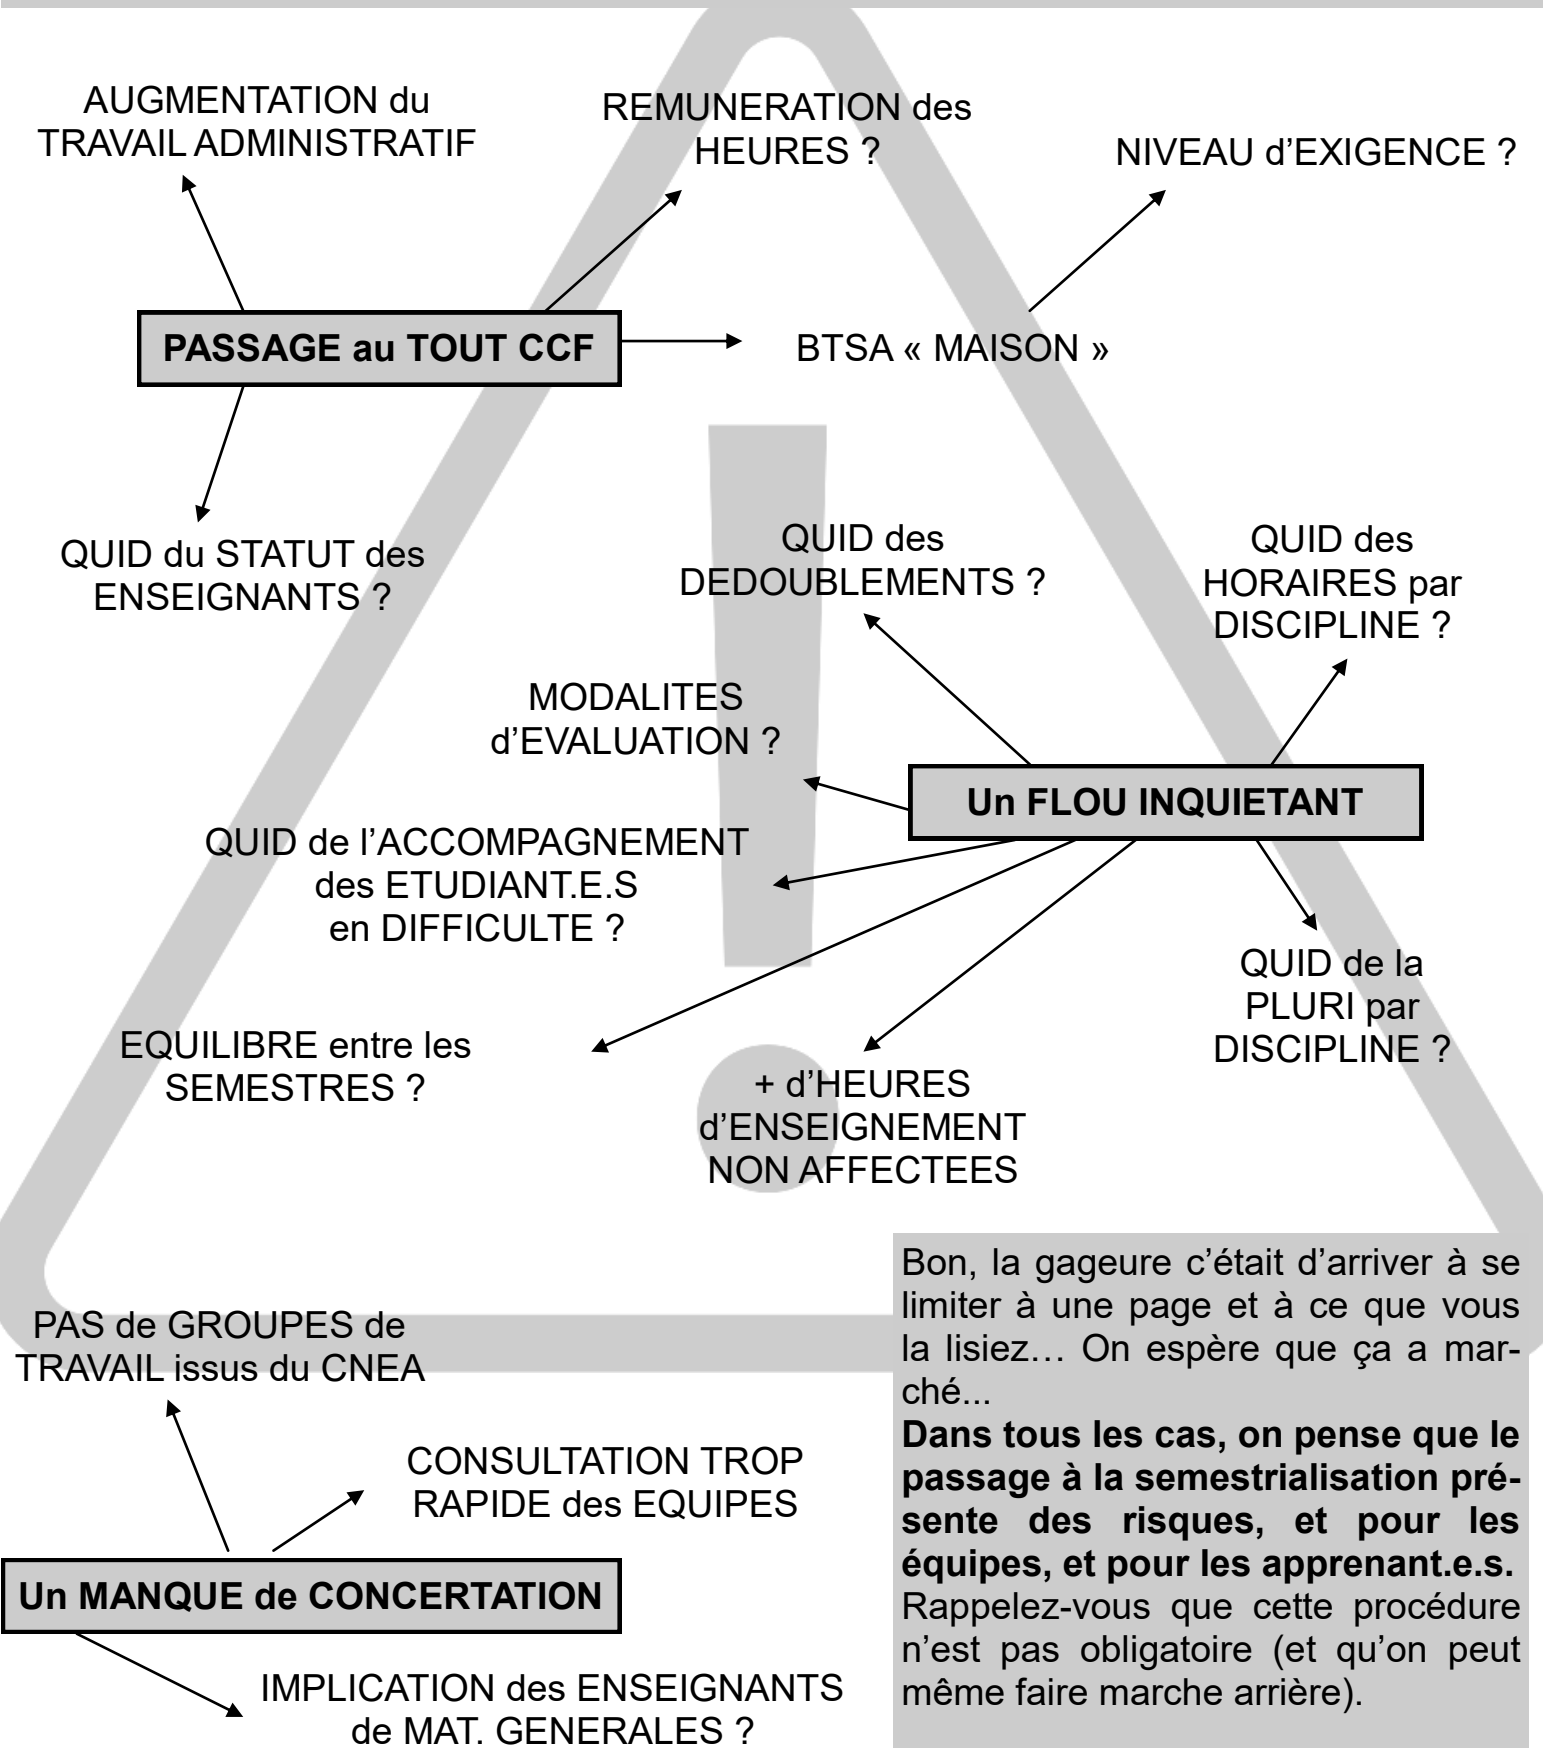 AUGMENTATION du
TRAVAIL ADMINISTRATIF
REMUNERATION des
HEURES ?
NIVEAU d’EXIGENCE ?
PASSAGE au TOUT CCF
BTSA « MAISON »
QUID du STATUT des
ENSEIGNANTS ?
QUID des
DEDOUBLEMENTS ?
QUID des
HORAIRES par
DISCIPLINE ?
MODALITES
d’EVALUATION ?
Un FLOU INQUIETANT
QUID de l’ACCOMPAGNEMENT
des ETUDIANT.E.S
en DIFFICULTE ?
QUID de la
PLURI par
DISCIPLINE ?
EQUILIBRE entre les
SEMESTRES ?
+ d’HEURES
d’ENSEIGNEMENT
NON AFFECTEES
PAS de GROUPES de
TRAVAIL issus du CNEA
CONSULTATION TROP
RAPIDE des EQUIPES
Un MANQUE de CONCERTATION
IMPLICATION des ENSEIGNANTS
de MAT. GENERALES ?
Bon, la gageure c’était d’arriver à se
limiter à une page et à ce que vous
la lisiez… On espère que ça a mar-
ché...
Dans tous les cas, on pense que le
passage à la semestrialisation pré-
sente des risques, et pour les
équipes, et pour les apprenant.e.s.
Rappelez-vous que cette procédure
n’est pas obligatoire (et qu’on peut
même faire marche arrière).